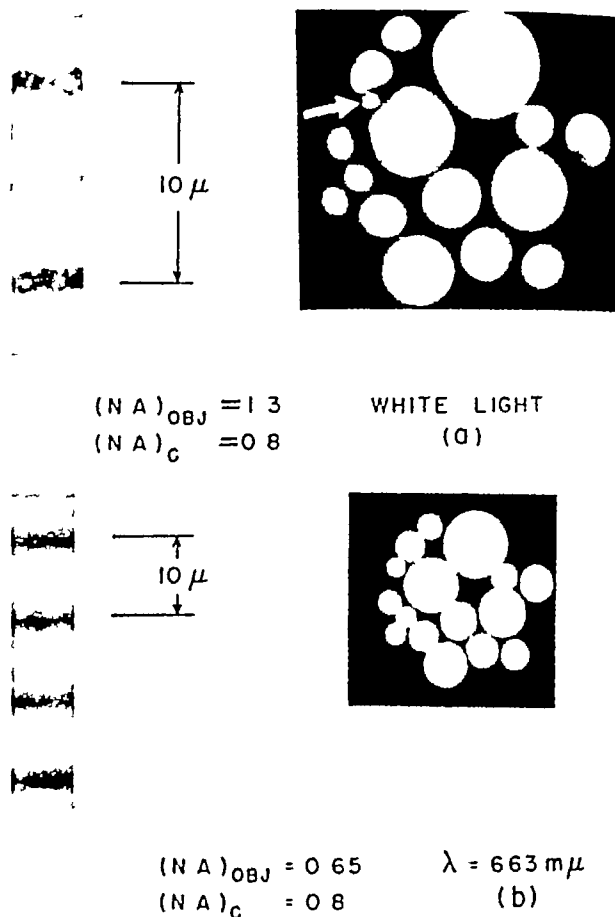 10 μ
(N A)OBJ = 1 3
(N A)C = 0 8
WHITE LIGHT
(a)
10 μ
(N A)OBJ = 0 65
(N A)C = 0 8
λ = 663 mμ
(b)